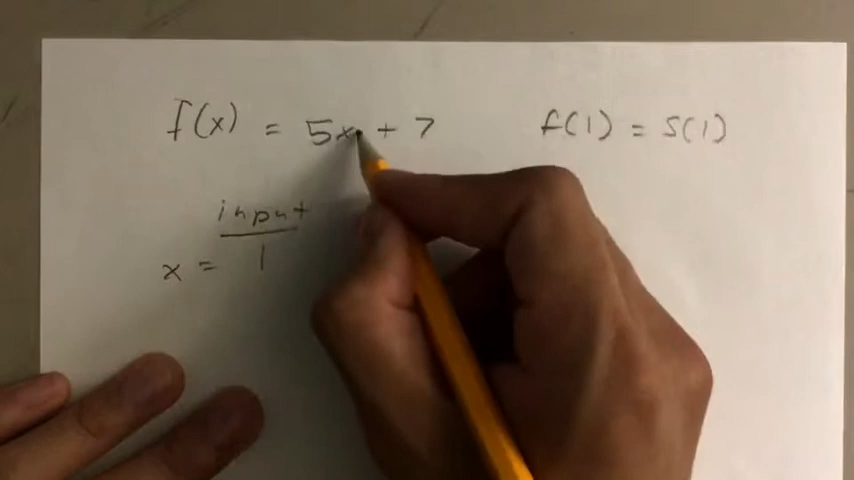 f(x) = 5x + 7
f(1) = 5(1)
input
x = 1